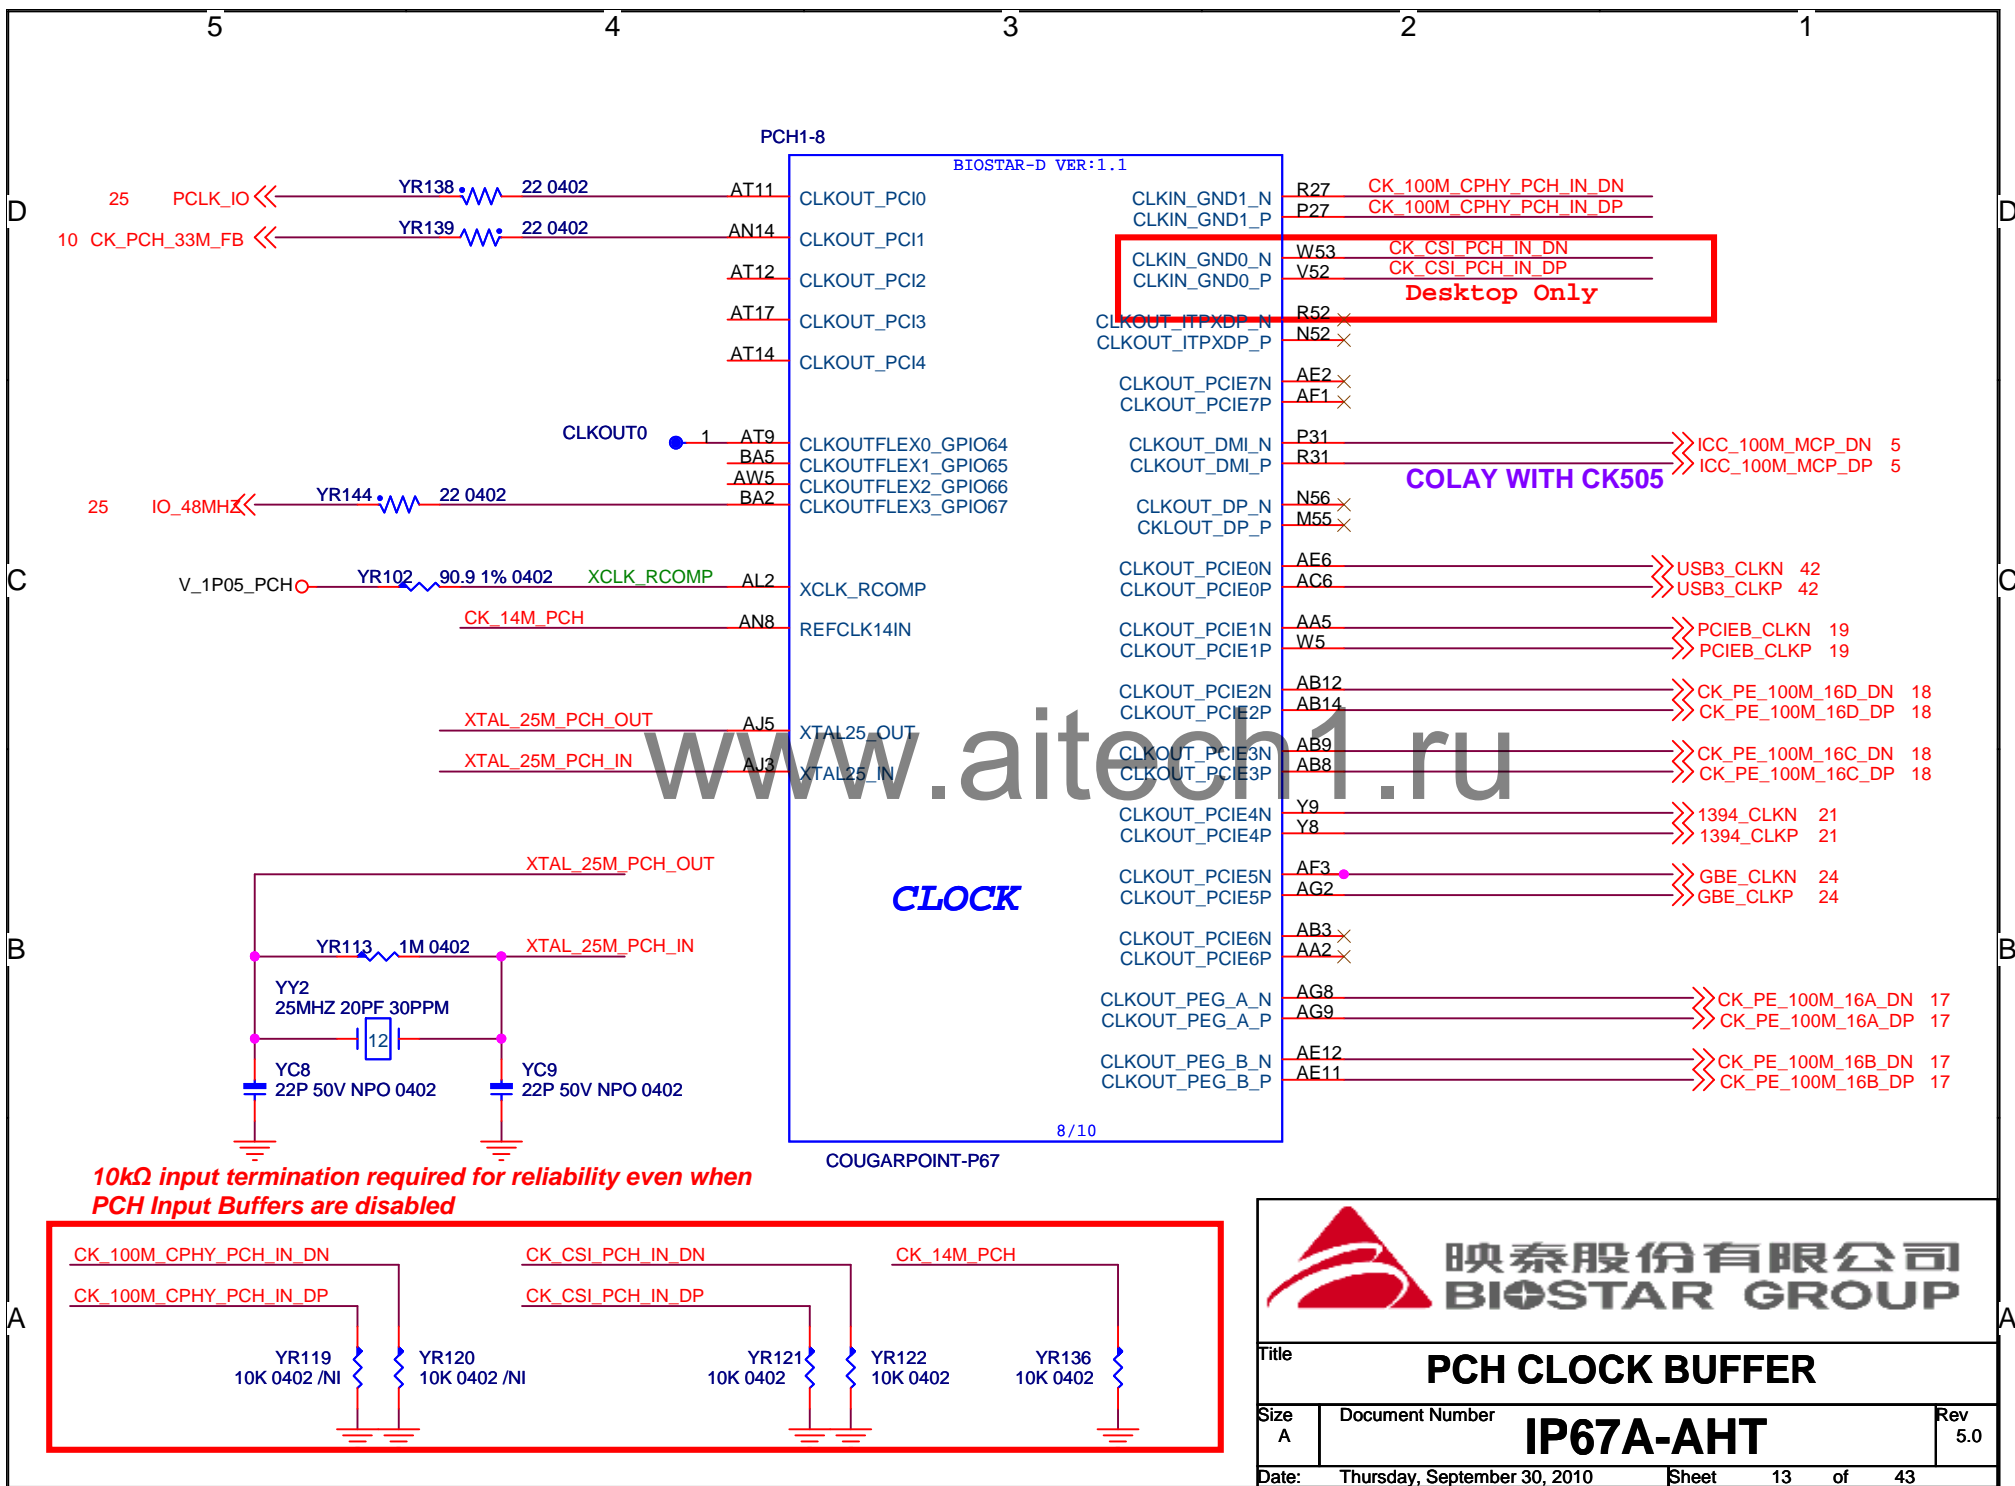 5 4 3 2 1
PCH1-8
BIOSTAR-D VER:1.1
D
D
25 PCLK_IO YR138 22 0402 AT11 CLKOUT_PCI0
10 CK_PCH_33M_FB YR139 22 0402 AN14 CLKOUT_PCI1
AT12 CLKOUT_PCI2
AT17 CLKOUT_PCI3
AT14 CLKOUT_PCI4
CLKOUT0 1 AT9 CLKOUTFLEX0_GPIO64
BA5 CLKOUTFLEX1_GPIO65
AW5 CLKOUTFLEX2_GPIO66
25 IO_48MHZ YR144 22 0402 BA2 CLKOUTFLEX3_GPIO67
C
C
V_1P05_PCH YR102 90.9 1% 0402 XCLK_RCOMP AL2 XCLK_RCOMP
CK_14M_PCH AN8 REFCLK14IN
XTAL_25M_PCH_OUT AJ5 XTAL25_OUT
XTAL_25M_PCH_IN AJ3 XTAL25_IN
CLKIN_GND1_N R27 CK_100M_CPHY_PCH_IN_DN
CLKIN_GND1_P P27 CK_100M_CPHY_PCH_IN_DP
CLKIN_GND0_N W53 CK_CSI_PCH_IN_DN
CLKIN_GND0_P V52 CK_CSI_PCH_IN_DP
Desktop Only
CLKOUT_ITPXDP_N R52
CLKOUT_ITPXDP_P N52
CLKOUT_PCIE7N AE2
CLKOUT_PCIE7P AF1
CLKOUT_DMI_N P31 ICC_100M_MCP_DN 5
CLKOUT_DMI_P R31 ICC_100M_MCP_DP 5
COLAY WITH CK505
CLKOUT_DP_N N56
CKLOUT_DP_P M55
CLKOUT_PCIE0N AE6 USB3_CLKN 42
CLKOUT_PCIE0P AC6 USB3_CLKP 42
CLKOUT_PCIE1N AA5 PCIEB_CLKN 19
CLKOUT_PCIE1P W5 PCIEB_CLKP 19
CLKOUT_PCIE2N AB12 CK_PE_100M_16D_DN 18
CLKOUT_PCIE2P AB14 CK_PE_100M_16D_DP 18
CLKOUT_PCIE3N AB9 CK_PE_100M_16C_DN 18
CLKOUT_PCIE3P AB8 CK_PE_100M_16C_DP 18
CLKOUT_PCIE4N Y9 1394_CLKN 21
CLKOUT_PCIE4P Y8 1394_CLKP 21
CLKOUT_PCIE5N AF3 GBE_CLKN 24
CLKOUT_PCIE5P AG2 GBE_CLKP 24
CLKOUT_PCIE6N AB3
CLKOUT_PCIE6P AA2
CLKOUT_PEG_A_N AG8 CK_PE_100M_16A_DN 17
CLKOUT_PEG_A_P AG9 CK_PE_100M_16A_DP 17
CLKOUT_PEG_B_N AE12 CK_PE_100M_16B_DN 17
CLKOUT_PEG_B_P AE11 CK_PE_100M_16B_DP 17
www.aitech1.ru
CLOCK
8/10
COUGARPOINT-P67
B
B
XTAL_25M_PCH_OUT
YR113 1M 0402 XTAL_25M_PCH_IN
YY2
25MHZ 20PF 30PPM
12
YC8
22P 50V NPO 0402
YC9
22P 50V NPO 0402
10kΩ input termination required for reliability even when
PCH Input Buffers are disabled
A
A
CK_100M_CPHY_PCH_IN_DN
CK_100M_CPHY_PCH_IN_DP
YR119
10K 0402 /NI
YR120
10K 0402 /NI
CK_CSI_PCH_IN_DN
CK_CSI_PCH_IN_DP
YR121
10K 0402
YR122
10K 0402
CK_14M_PCH
YR136
10K 0402
映泰股份有限公司
BIOSTAR GROUP
Title
PCH CLOCK BUFFER
Size
A
Document Number
IP67A-AHT
Rev
5.0
Date: Thursday, September 30, 2010 Sheet 13 of 43